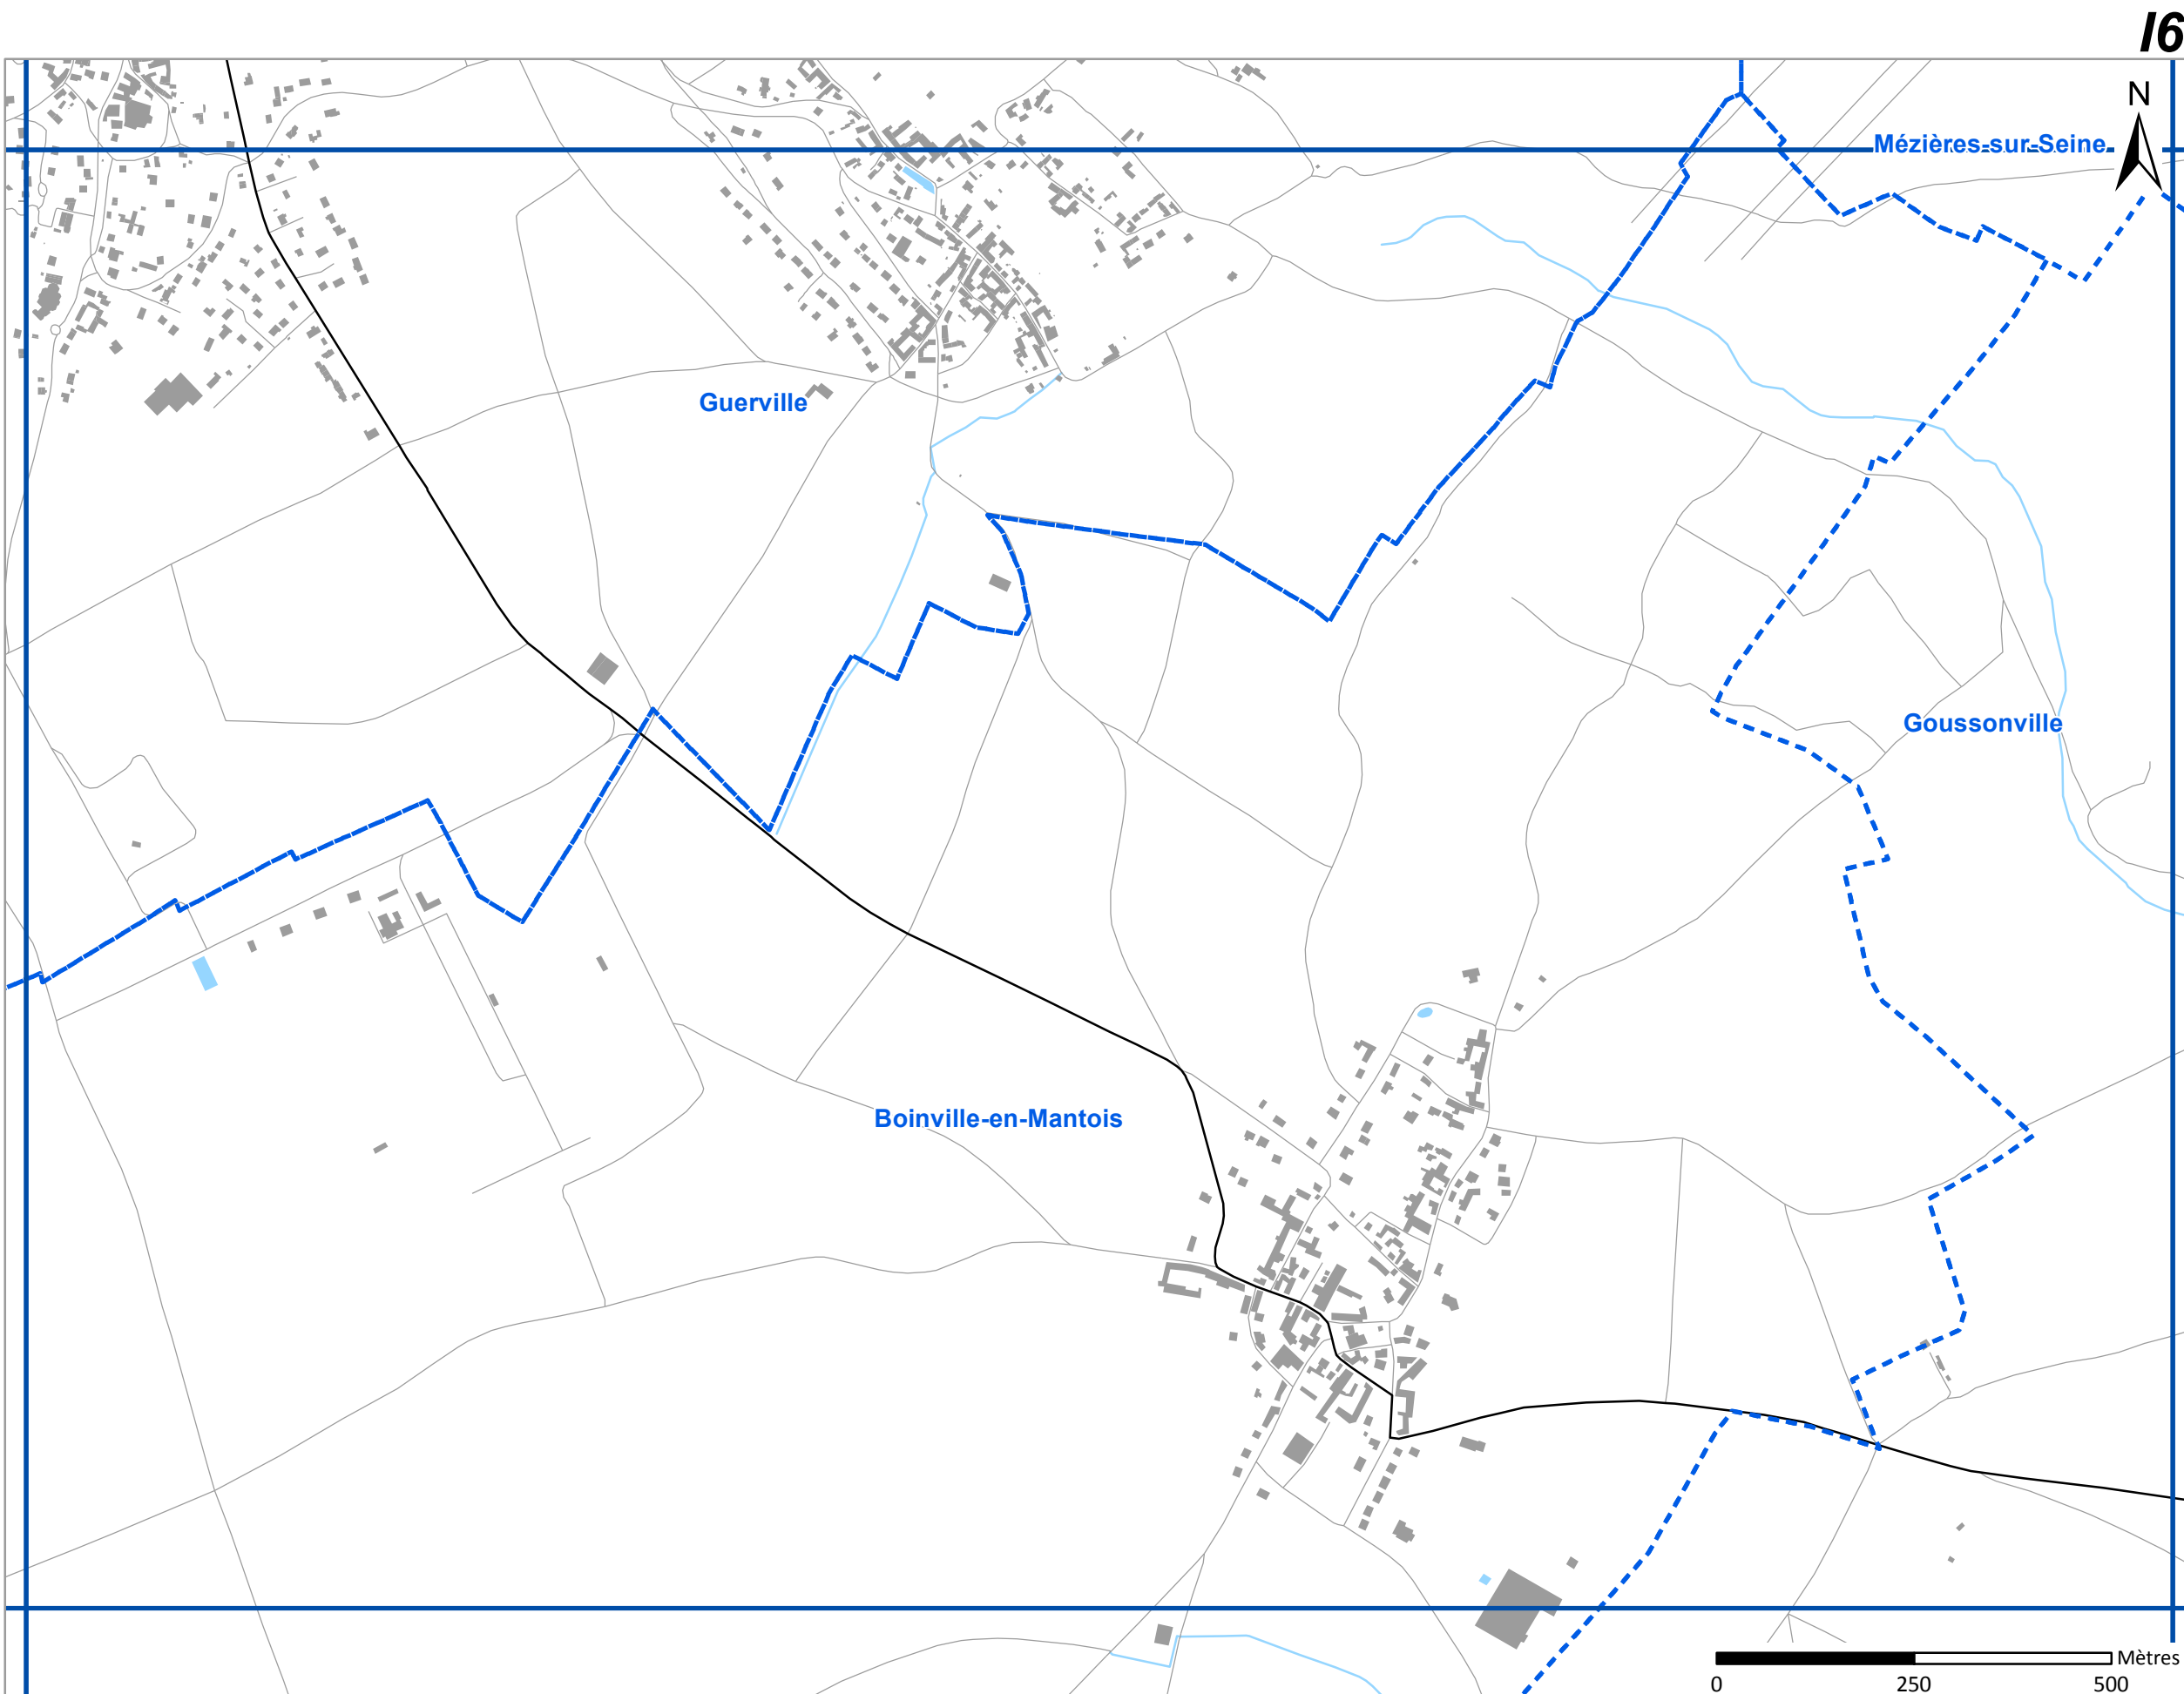 I6
N
Mézières-sur-Seine
Guerville
Goussonville
Boinville-en-Mantois
Mètres
0 250 500